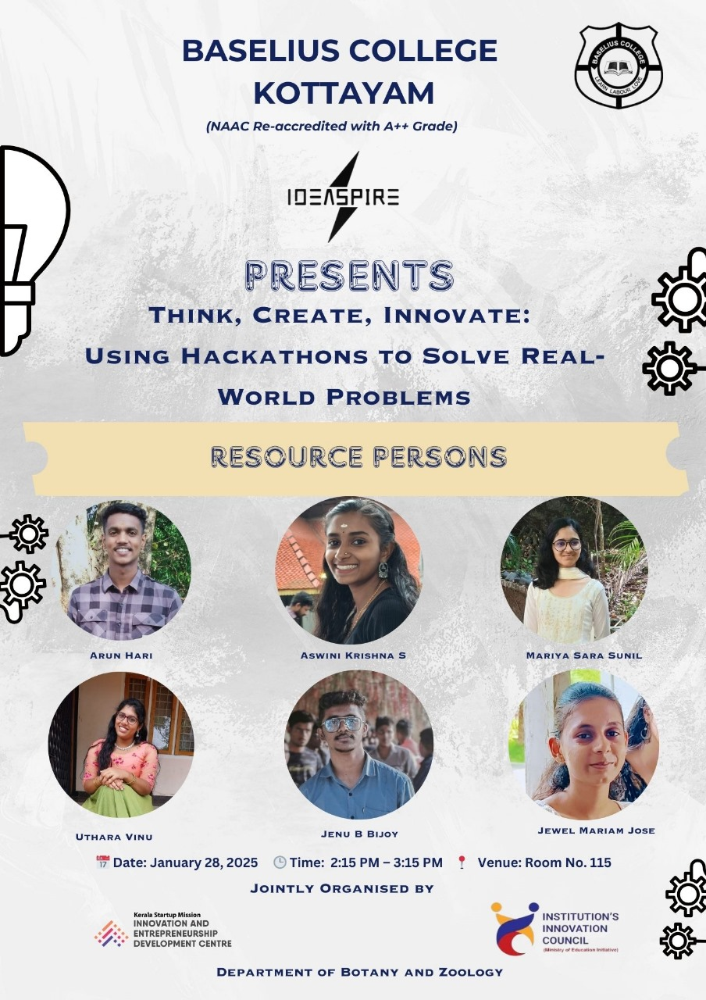 BASELIUS COLLEGE
KOTTAYAM
(NAAC Re-accredited with A++ Grade)
BASELIUS COLLEGE
LEARN LABOUR LOVE
IDEASPIRE
PRESENTS
THINK, CREATE, INNOVATE:
USING HACKATHONS TO SOLVE REAL-
WORLD PROBLEMS
RESOURCE PERSONS
ARUN HARI
ASWINI KRISHNA S
MARIYA SARA SUNIL
UTHARA VINU
JENU B BIJOY
JEWEL MARIAM JOSE
17 Date: January 28, 2025 Time: 2:15 PM – 3:15 PM Venue: Room No. 115
JOINTLY ORGANISED BY
Kerala Startup Mission
INNOVATION AND
ENTREPRENEURSHIP
DEVELOPMENT CENTRE
INSTITUTION'S
INNOVATION
COUNCIL
(Ministry of Education Initiative)
DEPARTMENT OF BOTANY AND ZOOLOGY